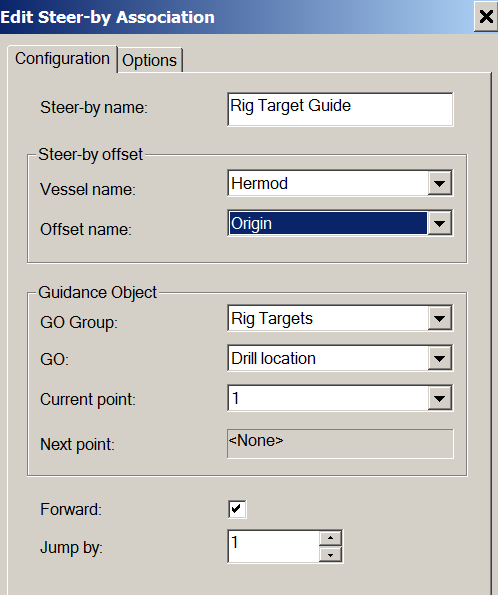 Edit Steer-by Association
Configuration Options
Steer-by name: Rig Target Guide
Steer-by offset
Vessel name: Hermod
Offset name: Origin
Guidance Object
GO Group: Rig Targets
GO: Drill location
Current point: 1
Next point: <None>
Forward:
Jump by: 1